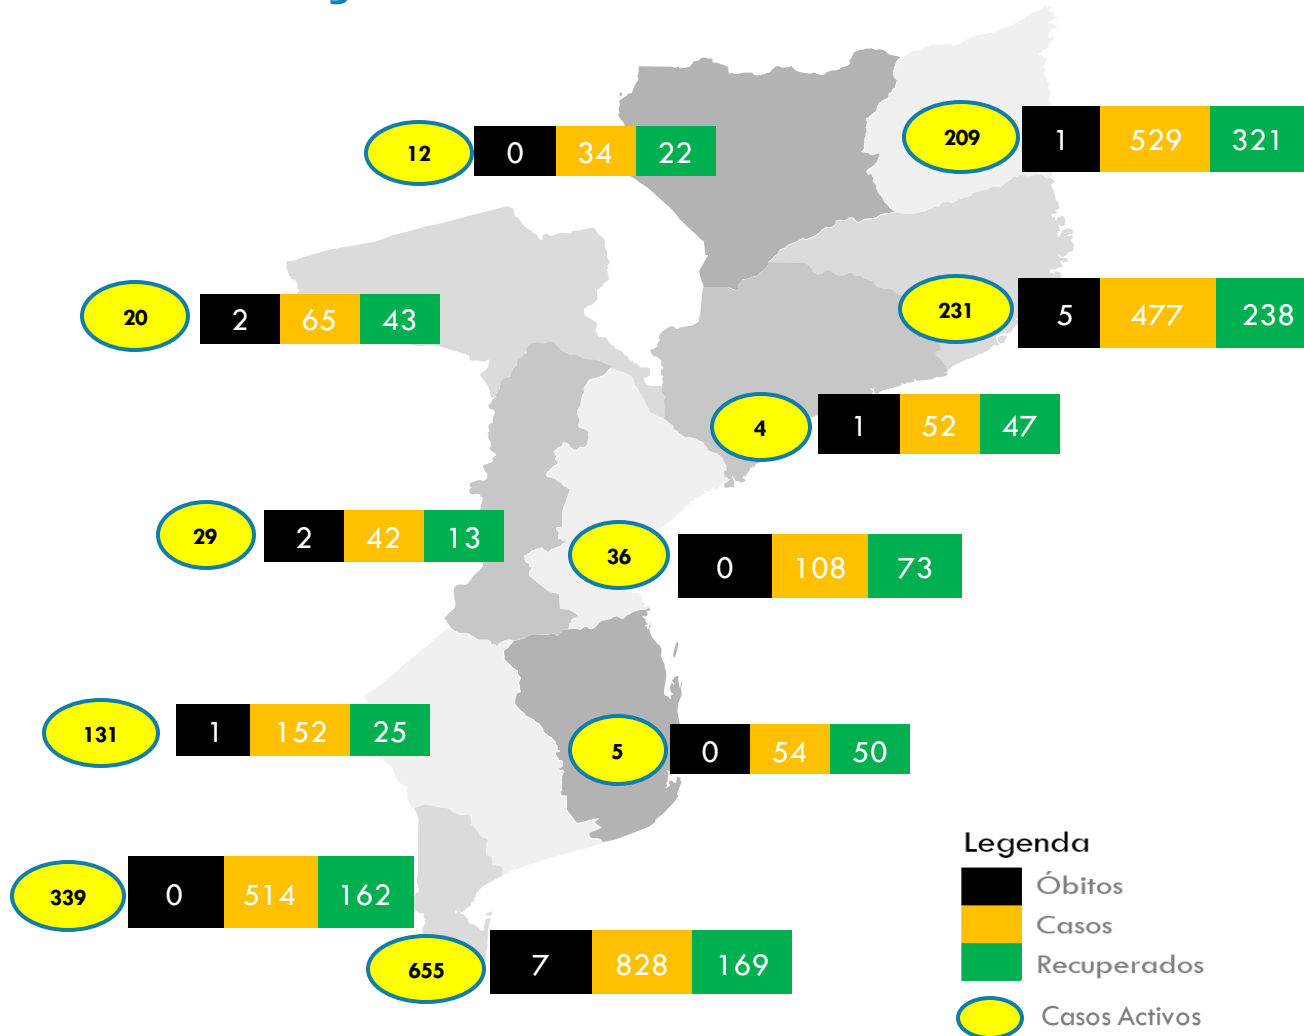 12 0 34 22
209 1 529 321
20 2 65 43
231 5 477 238
4 1 52 47
29 2 42 13
36 0 108 73
131 1 152 25
5 0 54 50
339 0 514 162
655 7 828 169
Legenda
Óbitos
Casos
Recuperados
Casos Activos